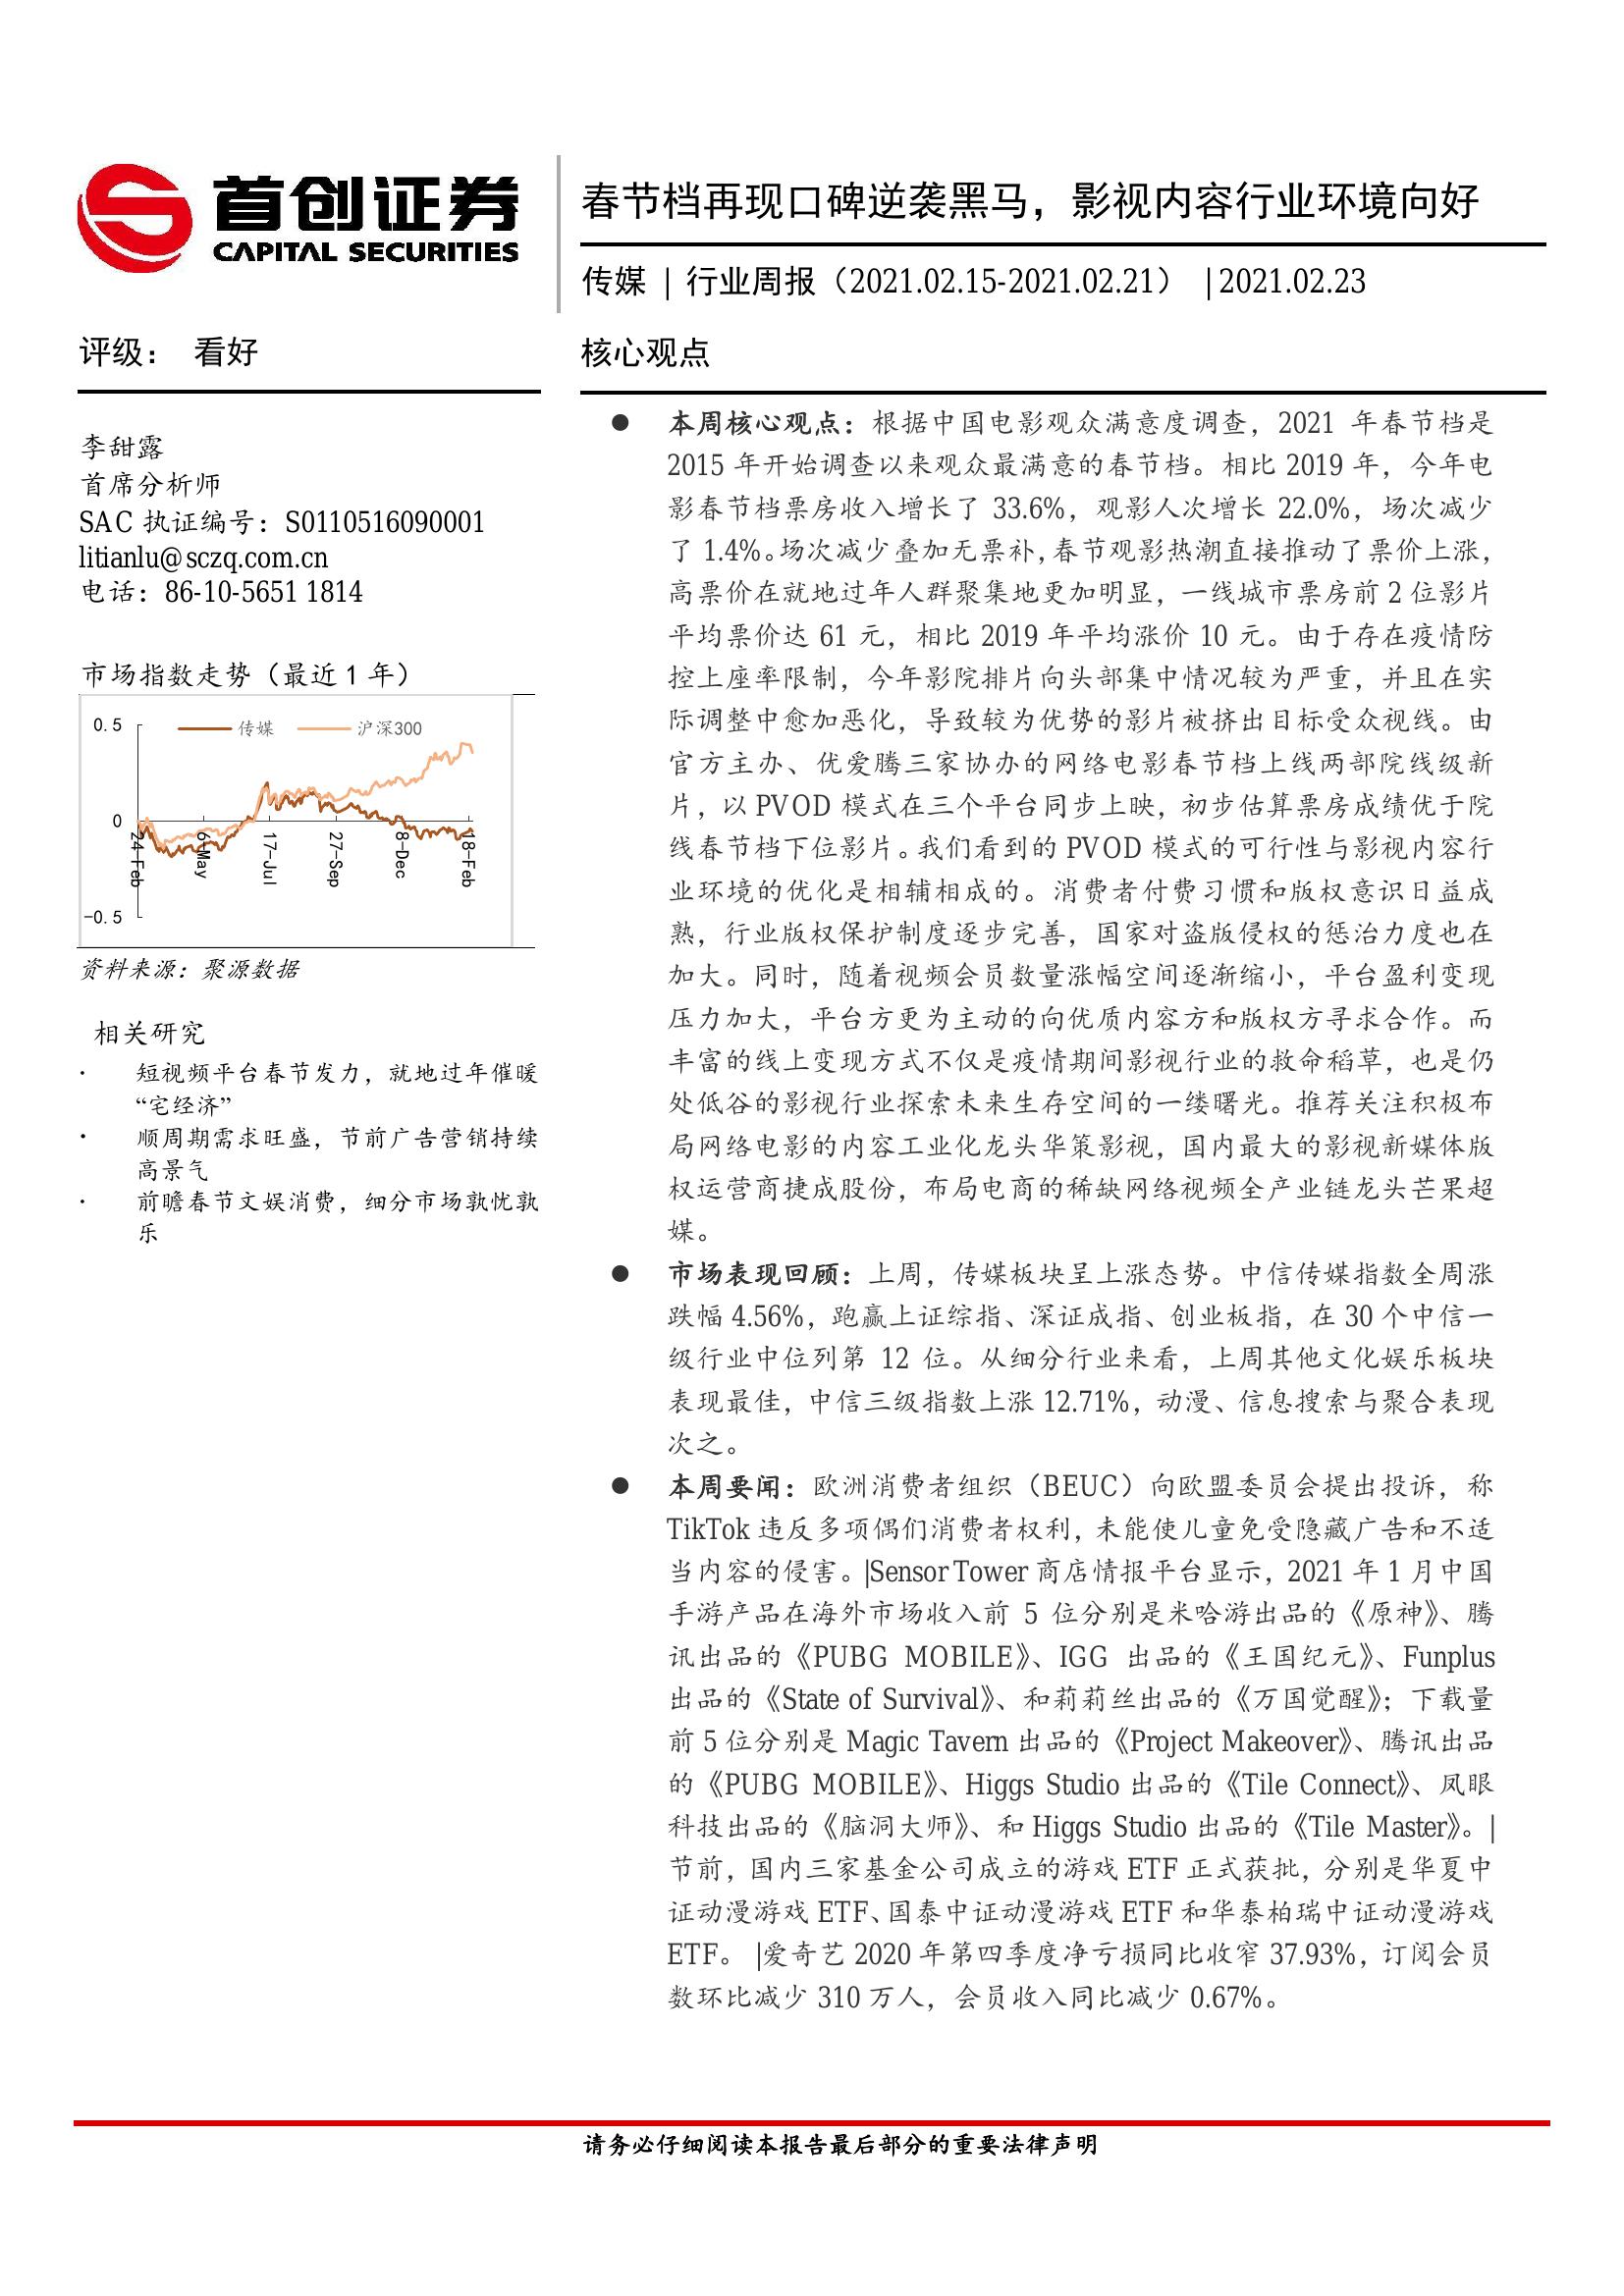 首创证券
CAPITAL SECURITIES
春节档再现口碑逆袭黑马，影视内容行业环境向好
传媒 | 行业周报（2021.02.15-2021.02.21） |2021.02.23
评级： 看好
李甜露
首席分析师
SAC 执证编号：S0110516090001
litianlu@sczq.com.cn
电话：86-10-5651 1814
市场指数走势（最近 1 年）
传媒 沪深300
0.5
0
-0.5
24-Feb
6-May
17-Jul
27-Sep
8-Dec
18-Feb
资料来源：聚源数据
相关研究
· 短视频平台春节发力，就地过年催暖
“宅经济”
· 顺周期需求旺盛，节前广告营销持续
高景气
· 前瞻春节文娱消费，细分市场孰忧孰
乐
核心观点
● 本周核心观点：根据中国电影观众满意度调查，2021 年春节档是
2015 年开始调查以来观众最满意的春节档。相比 2019 年，今年电
影春节档票房收入增长了 33.6%，观影人次增长 22.0%，场次减少
了 1.4%。场次减少叠加无票补，春节观影热潮直接推动了票价上涨，
高票价在就地过年人群聚集地更加明显，一线城市票房前 2 位影片
平均票价达 61 元，相比 2019 年平均涨价 10 元。由于存在疫情防
控上座率限制，今年影院排片向头部集中情况较为严重，并且在实
际调整中愈加恶化，导致较为优势的影片被挤出目标受众视线。由
官方主办、优爱腾三家协办的网络电影春节档上线两部院线级新
片，以 PVOD 模式在三个平台同步上映，初步估算票房成绩优于院
线春节档下位影片。我们看到的 PVOD 模式的可行性与影视内容行
业环境的优化是相辅相成的。消费者付费习惯和版权意识日益成
熟，行业版权保护制度逐步完善，国家对盗版侵权的惩治力度也在
加大。同时，随着视频会员数量涨幅空间逐渐缩小，平台盈利变现
压力加大，平台方更为主动的向优质内容方和版权方寻求合作。而
丰富的线上变现方式不仅是疫情期间影视行业的救命稻草，也是仍
处低谷的影视行业探索未来生存空间的一缕曙光。推荐关注积极布
局网络电影的内容工业化龙头华策影视，国内最大的影视新媒体版
权运营商捷成股份，布局电商的稀缺网络视频全产业链龙头芒果超
媒。
● 市场表现回顾：上周，传媒板块呈上涨态势。中信传媒指数全周涨
跌幅 4.56%，跑赢上证综指、深证成指、创业板指，在 30 个中信一
级行业中位列第 12 位。从细分行业来看，上周其他文化娱乐板块
表现最佳，中信三级指数上涨 12.71%，动漫、信息搜索与聚合表现
次之。
● 本周要闻：欧洲消费者组织（BEUC）向欧盟委员会提出投诉，称
TikTok 违反多项偶们消费者权利，未能使儿童免受隐藏广告和不适
当内容的侵害。|Sensor Tower 商店情报平台显示，2021 年 1 月中国
手游产品在海外市场收入前 5 位分别是米哈游出品的《原神》、腾
讯出品的《PUBG MOBILE》、IGG 出品的《王国纪元》、Funplus
出品的《State of Survival》、和莉莉丝出品的《万国觉醒》；下载量
前 5 位分别是 Magic Tavern 出品的《Project Makeover》、腾讯出品
的《PUBG MOBILE》、Higgs Studio 出品的《Tile Connect》、凤眼
科技出品的《脑洞大师》、和 Higgs Studio 出品的《Tile Master》。|
节前，国内三家基金公司成立的游戏 ETF 正式获批，分别是华夏中
证动漫游戏 ETF、国泰中证动漫游戏 ETF 和华泰柏瑞中证动漫游戏
ETF。 |爱奇艺 2020 年第四季度净亏损同比收窄 37.93%，订阅会员
数环比减少 310 万人，会员收入同比减少 0.67%。
请务必仔细阅读本报告最后部分的重要法律声明